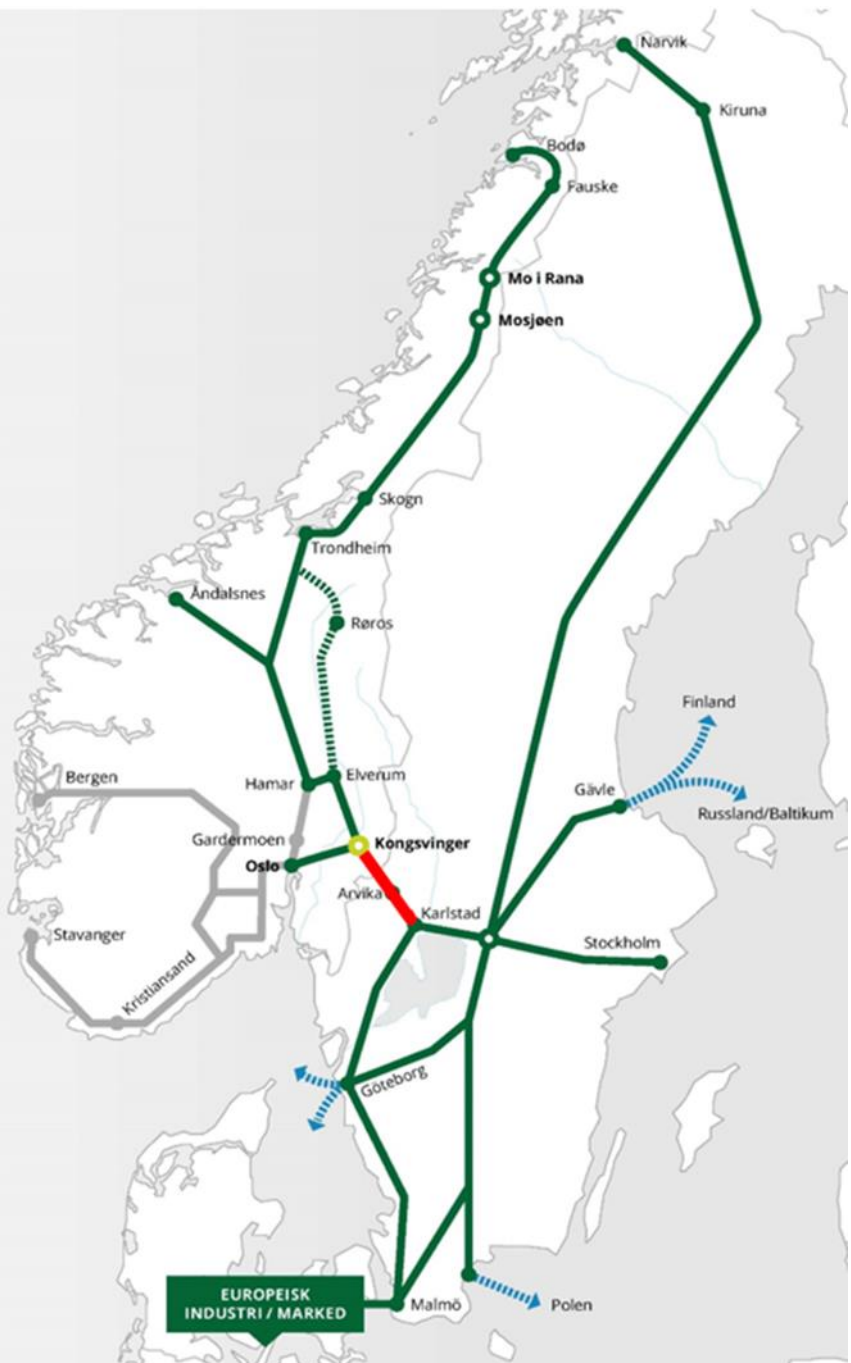 Narvik
Kiruna
Bodø
Fauske
Mo i Rana
Mosjøen
Skogn
Trondheim
Åndalsnes
Røros
Finland
Bergen
Hamar
Elverum
Gävle
Russland/Baltikum
Gardermoen
Kongsvinger
Oslo
Arvika
Karlstad
Stavanger
Stockholm
Kristiansand
Göteborg
EUROPEISK
INDUSTRI / MARKED
Malmö
Polen